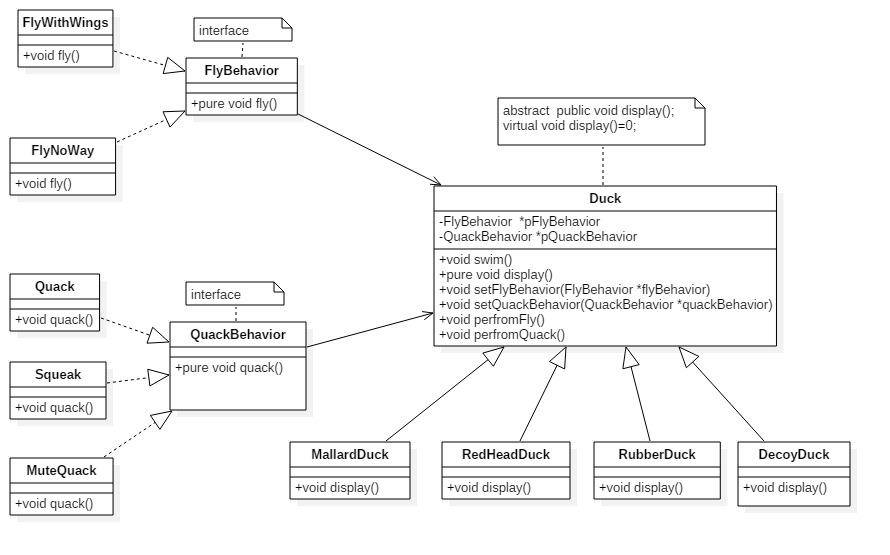 FlyWithWings
+void fly()
interface
FlyBehavior
+pure void fly()
FlyNoWay
+void fly()
abstract  public void display();
virtual void display()=0;
Duck
-FlyBehavior  *pFlyBehavior
-QuackBehavior *pQuackBehavior
+void swim()
+pure void display()
+void setFlyBehavior(FlyBehavior *flyBehavior)
+void setQuackBehavior(QuackBehavior *quackBehavior)
+void perfromFly()
+void perfromQuack()
Quack
+void quack()
interface
QuackBehavior
+pure void quack()
Squeak
+void quack()
MuteQuack
+void quack()
MallardDuck
+void display()
RedHeadDuck
+void display()
RubberDuck
+void display()
DecoyDuck
+void display()